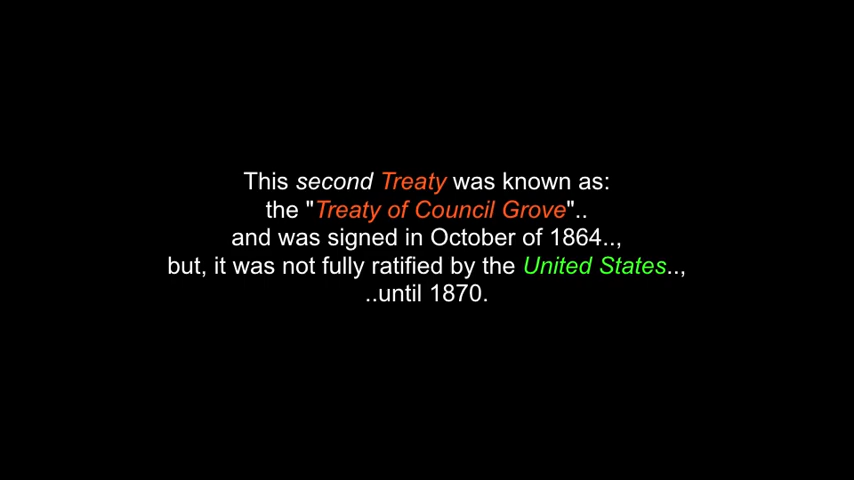 This second Treaty was known as:
the "Treaty of Council Grove"..
and was signed in October of 1864..,
but, it was not fully ratified by the United States..,
..until 1870.